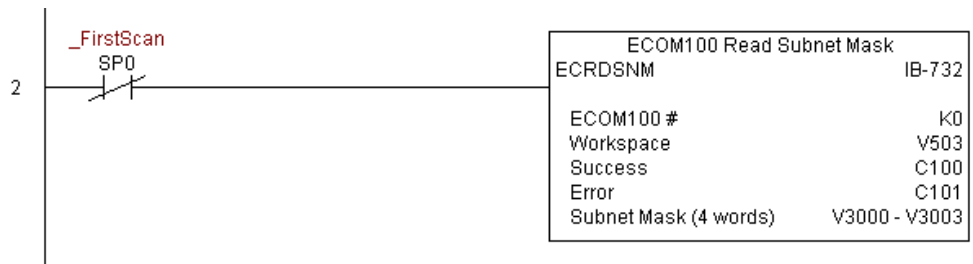 _FirstScan
SP0
2
ECOM100 Read Subnet Mask
ECRDSNM IB-732
ECOM100 # K0
Workspace V503
Success C100
Error C101
Subnet Mask (4 words) V3000 - V3003